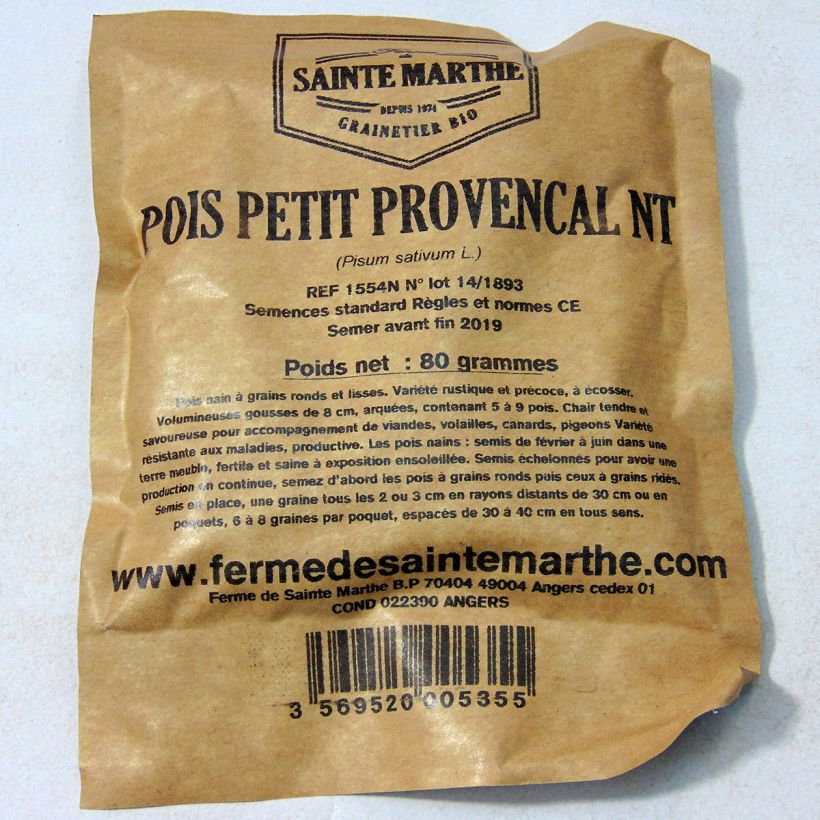 SAINTE MARTHE
DEPUIS 1974
GRAINETIER BIO
POIS PETIT PROVENCAL NT
(Pisum sativum L.)
REF 1554N N° lot 14/1893
Semences standard Règles et normes CE
Semer avant fin 2019
Poids net : 80 grammes
Pois nain à grains ronds et lisses. Variété rustique et précoce, à écosser.
Volumineuses gousses de 8 cm, arquées, contenant 5 à 9 pois. Chair tendre et
savoureuse pour accompagnement de viandes, volailles, canards, pigeons Variété
résistante aux maladies, productive. Les pois nains : semis de février à juin dans une
terre meuble, fertile et saine à exposition ensoleillée. Semis échelonnés pour avoir une
production en continue, semez d'abord les pois à grains ronds puis ceux à grains ridés.
Semis en place, une graine tous les 2 ou 3 cm en rayons distants de 30 cm ou en
poquets, 6 à 8 graines par poquet, espacés de 30 à 40 cm en tous sens.
www.fermedesaintemarthe.com
Ferme de Sainte Marthe B.P 70404 49004 Angers cedex 01
COND 022390 ANGERS
3 569520 005355